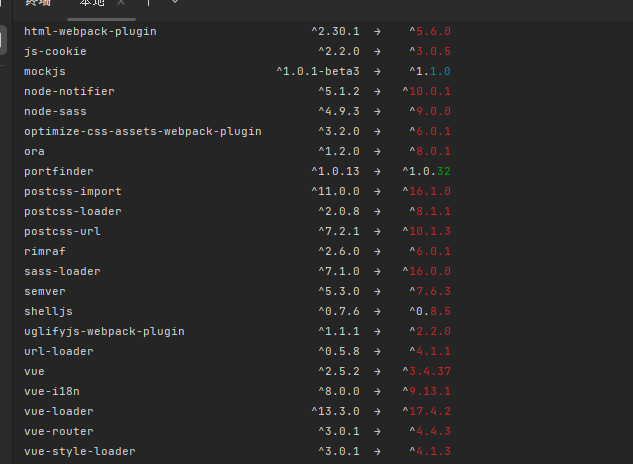 终端 本地 ×
html-webpack-plugin ^2.30.1 → ^5.6.0
js-cookie ^2.2.0 → ^3.0.5
mockjs ^1.0.1-beta3 → ^1.1.0
node-notifier ^5.1.2 → ^10.0.1
node-sass ^4.9.3 → ^9.0.0
optimize-css-assets-webpack-plugin ^3.2.0 → ^6.0.1
ora ^1.2.0 → ^8.0.1
portfinder ^1.0.13 → ^1.0.32
postcss-import ^11.0.0 → ^16.1.0
postcss-loader ^2.0.8 → ^8.1.1
postcss-url ^7.2.1 → ^10.1.3
rimraf ^2.6.0 → ^6.0.1
sass-loader ^7.1.0 → ^16.0.0
semver ^5.3.0 → ^7.6.3
shelljs ^0.7.6 → ^0.8.5
uglifyjs-webpack-plugin ^1.1.1 → ^2.2.0
url-loader ^0.5.8 → ^4.1.1
vue ^2.5.2 → ^3.4.37
vue-i18n ^8.0.0 → ^9.13.1
vue-loader ^13.3.0 → ^17.4.2
vue-router ^3.0.1 → ^4.4.3
vue-style-loader ^3.0.1 → ^4.1.3